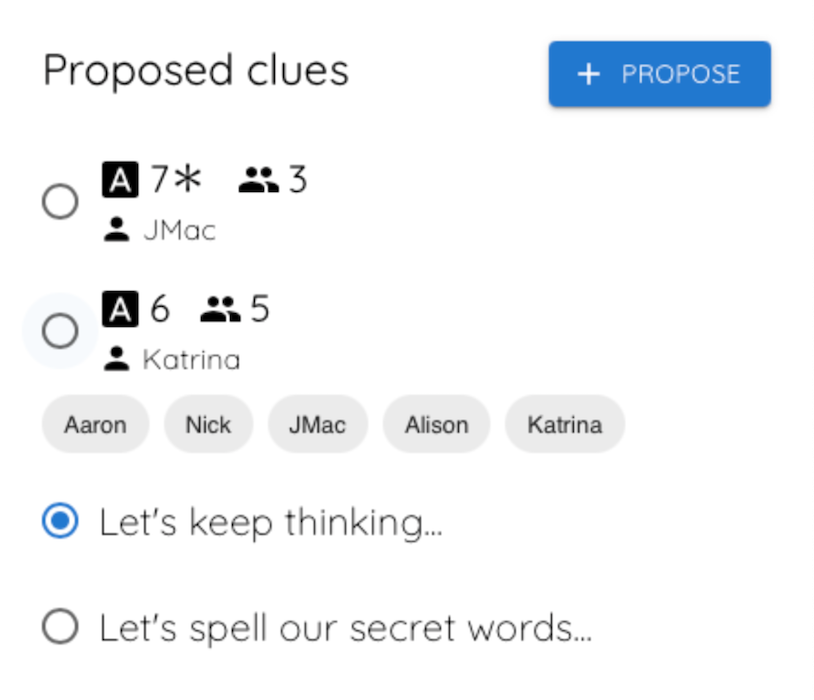 Proposed clues
+ PROPOSE
A 7* 3
JMac
A 6 5
Katrina
Aaron Nick JMac Alison Katrina
Let's keep thinking...
Let's spell our secret words...